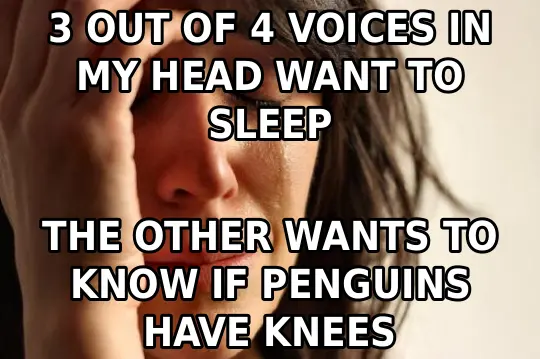 3 OUT OF 4 VOICES IN
MY HEAD WANT TO
SLEEP
THE OTHER WANTS TO
KNOW IF PENGUINS
HAVE KNEES